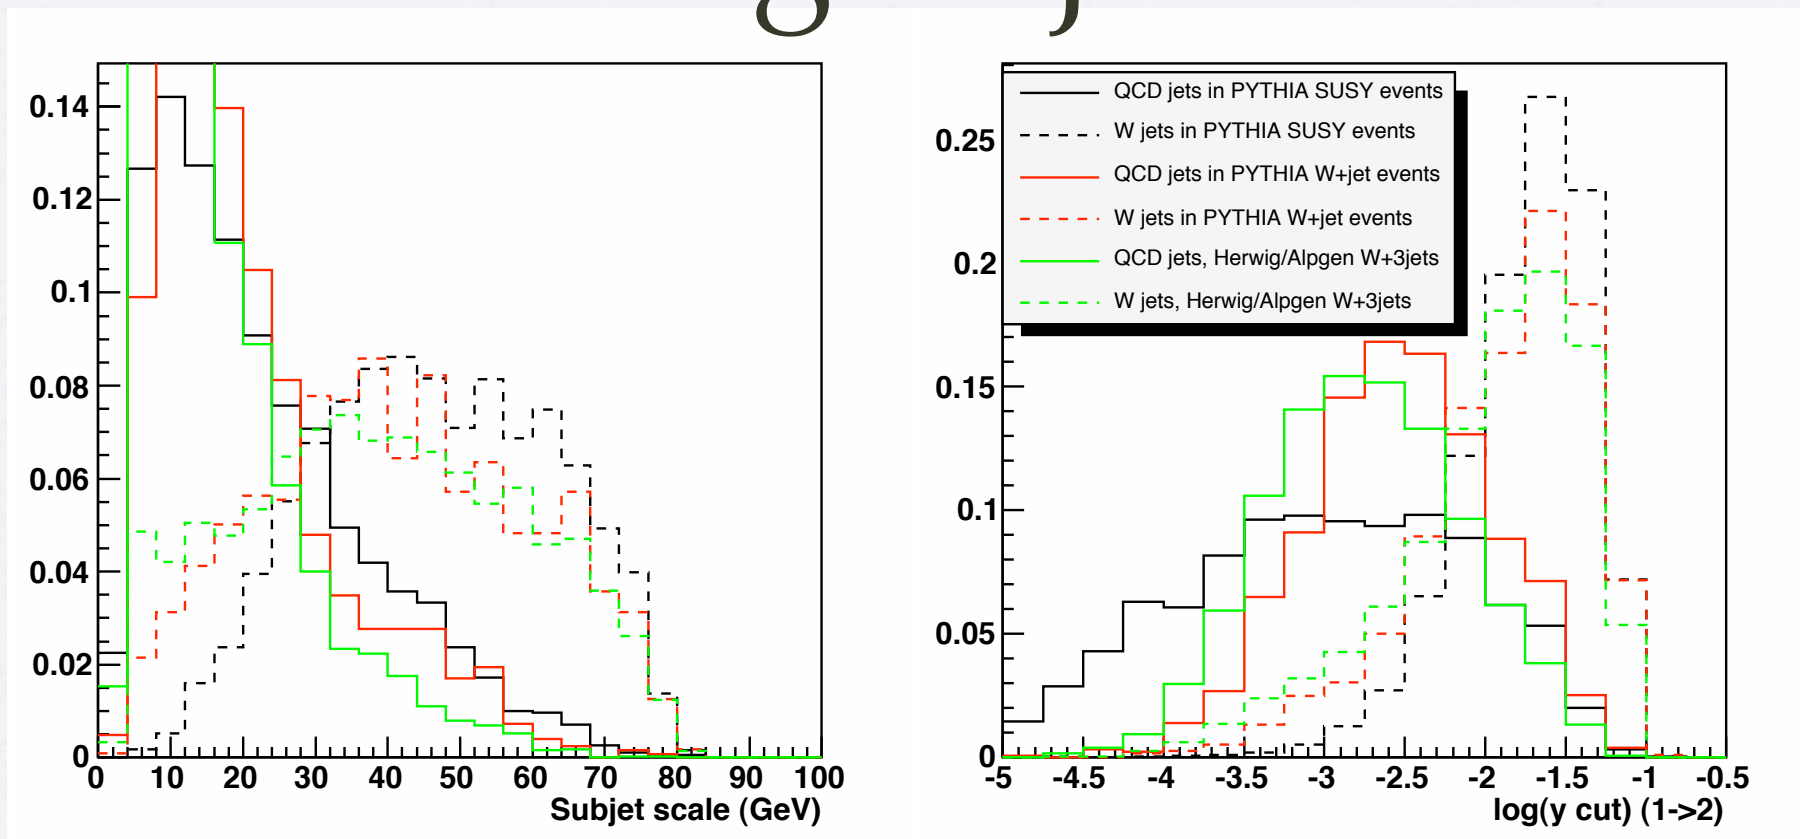 0.14
0.12
0.1
0.08
0.06
0.04
0.02
0
0 10 20 30 40 50 60 70 80 90 100
Subjet scale (GeV)
QCD jets in PYTHIA SUSY events
W jets in PYTHIA SUSY events
QCD jets in PYTHIA W+jet events
W jets in PYTHIA W+jet events
QCD jets, Herwig/Alpgen W+3jets
W jets, Herwig/Alpgen W+3jets
0.25
0.2
0.15
0.1
0.05
0
-5 -4.5 -4 -3.5 -3 -2.5 -2 -1.5 -1 -0.5
log(y cut) (1->2)